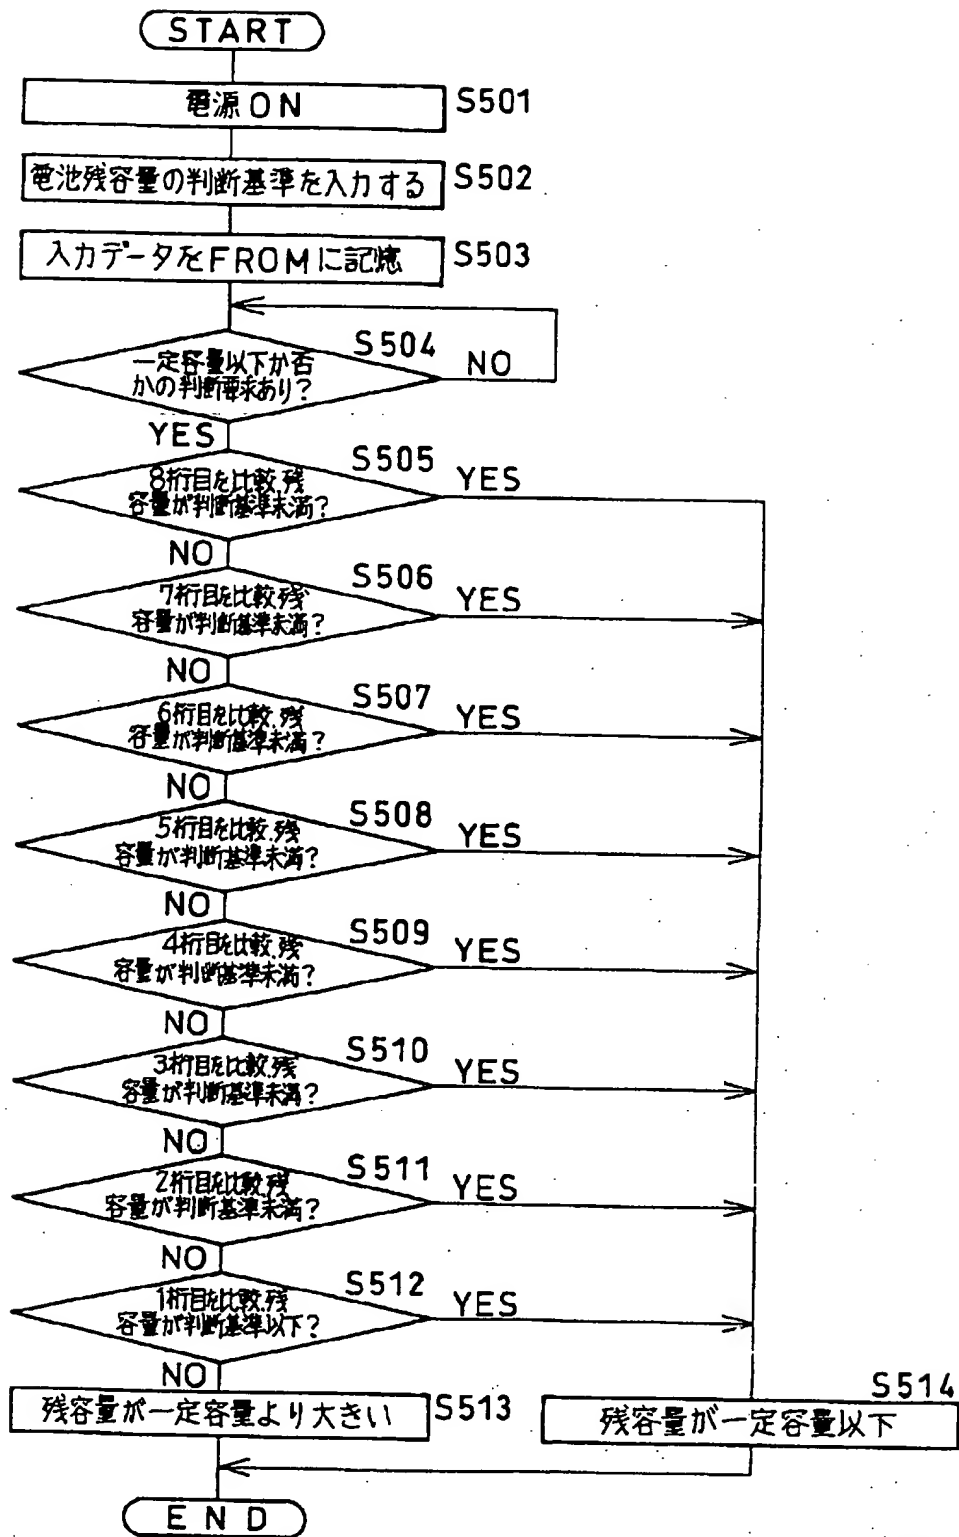 START
電源ON
S501
電池残容量の判断基準を入力する
S502
入力データをFROMに記憶
S503
S504
一定容量以下か否
かの判断要求あり?
NO
YES
S505
8桁目を比較.残
容量が判断基準未満?
YES
NO
S506
7桁目を比較.残
容量が判断基準未満?
YES
NO
S507
6桁目を比較.残
容量が判断基準未満?
YES
NO
S508
5桁目を比較.残
容量が判断基準未満?
YES
NO
S509
4桁目を比較.残
容量が判断基準未満?
YES
NO
S510
3桁目を比較.残
容量が判断基準未満?
YES
NO
S511
2桁目を比較.残
容量が判断基準未満?
YES
NO
S512
1桁目を比較.残
容量が判断基準以下?
YES
NO
残容量が一定容量より大きい
S513
S514
残容量が一定容量以下
END